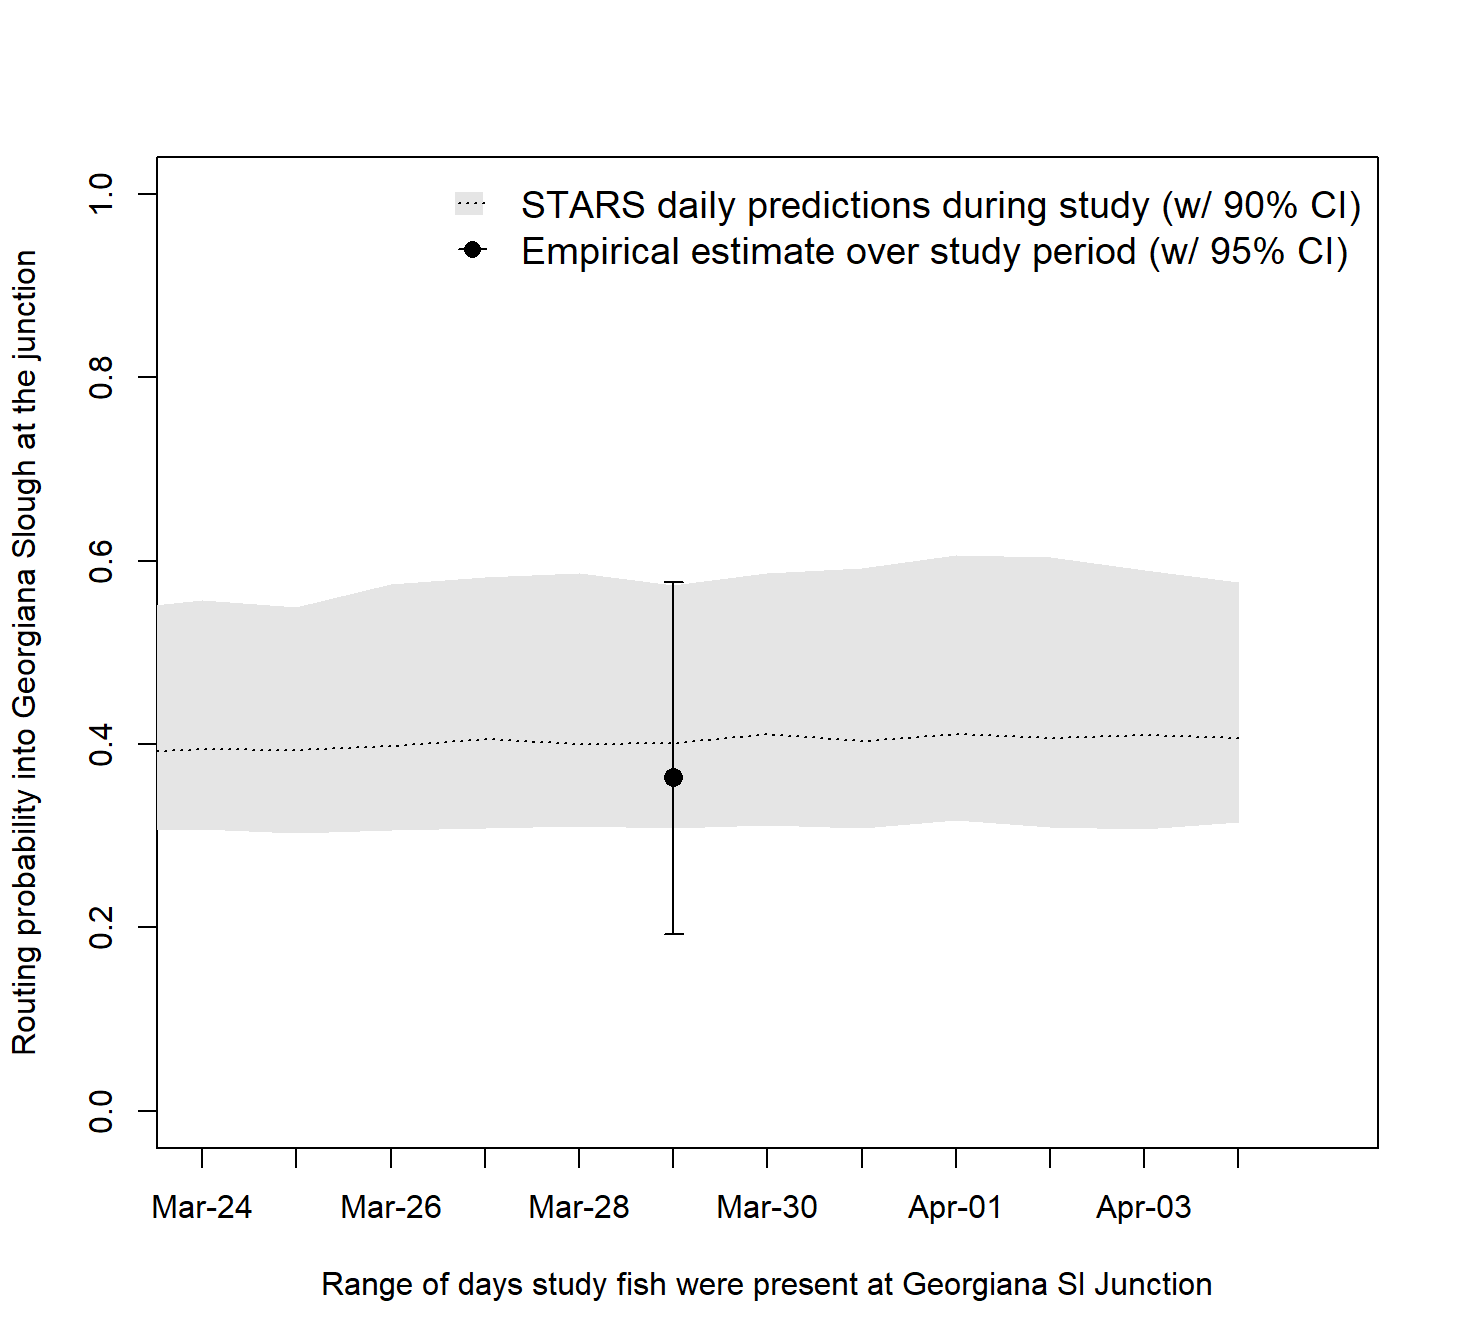 STARS daily predictions during study (w/ 90% CI)
Empirical estimate over study period (w/ 95% CI)
Routing probability into Georgiana Slough at the junction
1.0
0.8
0.6
0.4
0.2
0.0
Mar-24 Mar-26 Mar-28 Mar-30 Apr-01 Apr-03
Range of days study fish were present at Georgiana Sl Junction